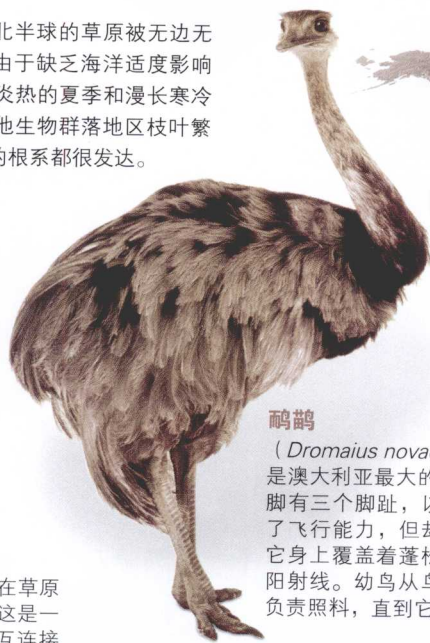 北半球的草原被无边无
由于缺乏海洋适度影响
炎热的夏季和漫长寒冷
地生物群落地区枝叶繁
的根系都很发达。
鸸鹋
（Dromaius nova
是澳大利亚最大的
脚有三个脚趾，以
了飞行能力，但却
它身上覆盖着蓬松
阳射线。幼鸟从鸟
负责照料，直到它
在草原
这是一
互连接